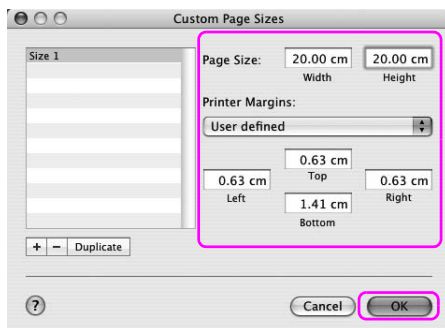 Custom Page Sizes
Size 1
Page Size: 20.00 cm 20.00 cm
Width Height
Printer Margins:
User defined
0.63 cm
Top
0.63 cm 0.63 cm
Left Right
1.41 cm
Bottom
+ − Duplicate
? Cancel OK